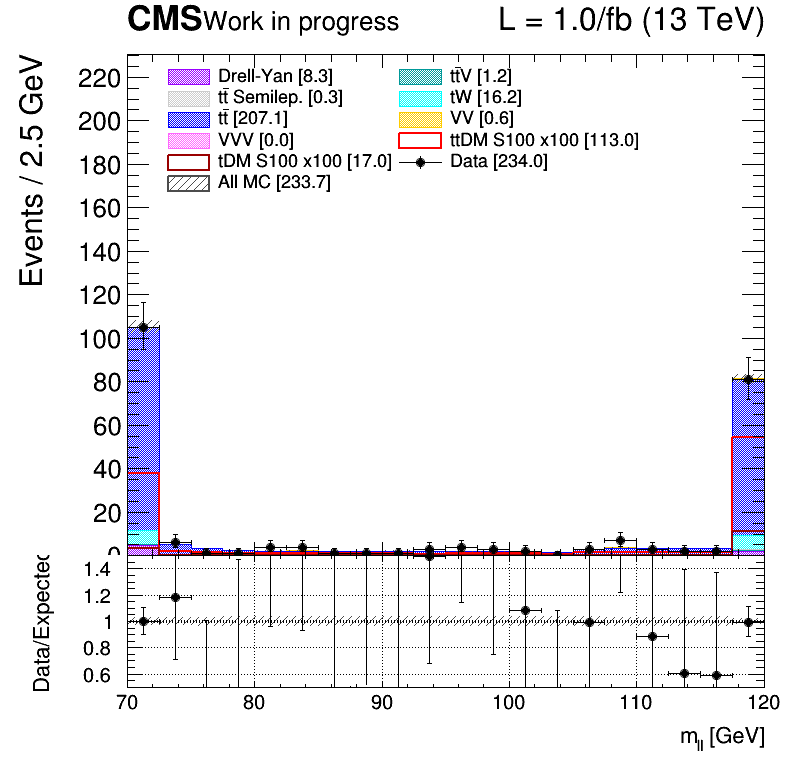 CMS Work in progress L = 1.0/fb (13 TeV)
Events / 2.5 GeV
220
200
180
160
140
120
100
80
60
40
20
0
Drell-Yan [8.3]
tt̄ Semilep. [0.3]
tt̄ [207.1]
VVV [0.0]
tDM S100 x100 [17.0]
All MC [233.7]
tt̄V [1.2]
tW [16.2]
VV [0.6]
ttDM S100 x100 [113.0]
Data [234.0]
Data/Expected
1.4
1.2
1
0.8
0.6
70 80 90 100 110 120
m_ll [GeV]